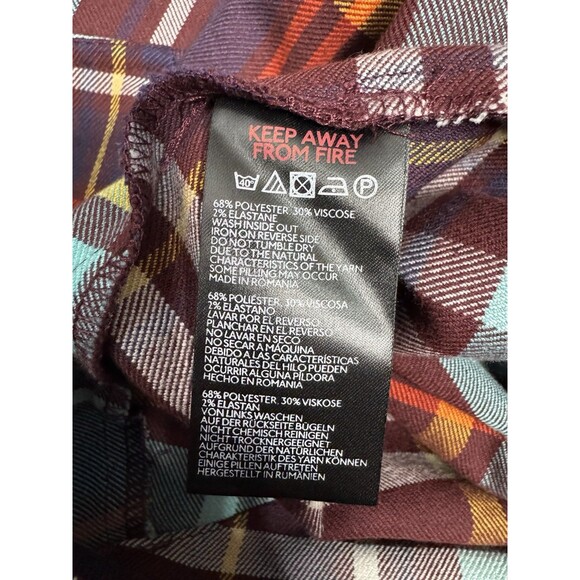 KEEP AWAY
FROM FIRE
40° P
68% POLYESTER 30% VISCOSE
2% ELASTANE
WASH INSIDE OUT
IRON ON REVERSE SIDE
DO NOT TUMBLE DRY
DUE TO THE NATURAL
CHARACTERISTICS OF THE YARN
SOME PILLING MAY OCCUR
MADE IN ROMANIA
68% POLIÉSTER, 30% VISCOSA
2% ELASTANO
LAVAR POR EL REVERSO
PLANCHAR EN EL REVERSO
NO LAVAR EN SECO
NO SECAR A MÁQUINA
DEBIDO A LAS CARACTERÍSTICAS
NATURALES DEL HILO PUEDEN
OCURRIR ALGUNA PÍLDORA
HECHO EN ROMANIA
68% POLYESTER 30% VISKOSE
2% ELASTAN
VON LINKS WASCHEN
AUF DER RÜCKSEITE BÜGELN
NICHT CHEMISCH REINIGEN
NICHT TROCKNERGEEIGNET
AUFGRUND DER NATÜRLICHEN
CHARAKTERISTIK DES YARN KÖNNEN
EINIGE PILLEN AUFTRETEN
HERGESTELLT IN RUMÄNIEN